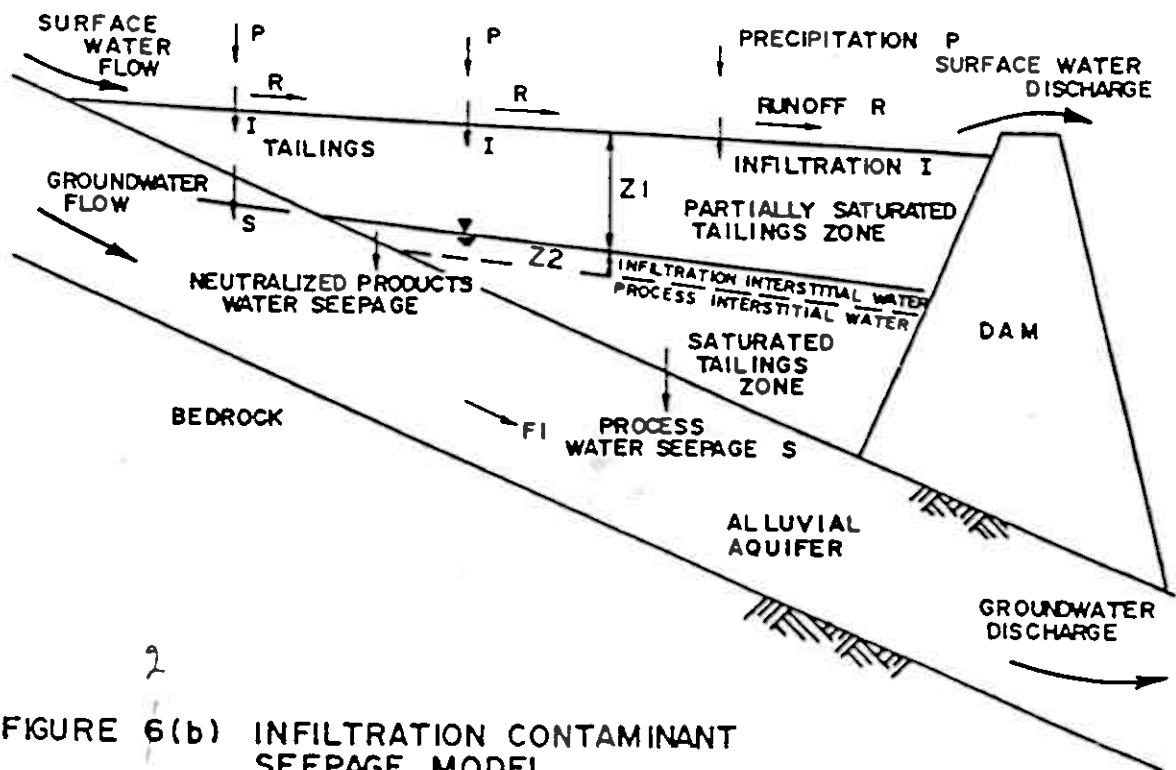 SURFACE
WATER
FLOW
P
P
PRECIPITATION P
SURFACE WATER
DISCHARGE
R
R
RUNOFF R
I
I
INFILTRATION I
TAILINGS
GROUNDWATER
FLOW
S
Z1
PARTIALLY SATURATED
TAILINGS ZONE
Z2
INFILTRATION INTERSTITIAL WATER
PROCESS INTERSTITIAL WATER
NEUTRALIZED PRODUCTS
WATER SEEPAGE
SATURATED
TAILINGS
ZONE
DAM
BEDROCK
F1
PROCESS
WATER SEEPAGE S
ALLUVIAL
AQUIFER
GROUNDWATER
DISCHARGE
2
FIGURE 6(b) INFILTRATION CONTAMINANT
SEEPAGE MODEL